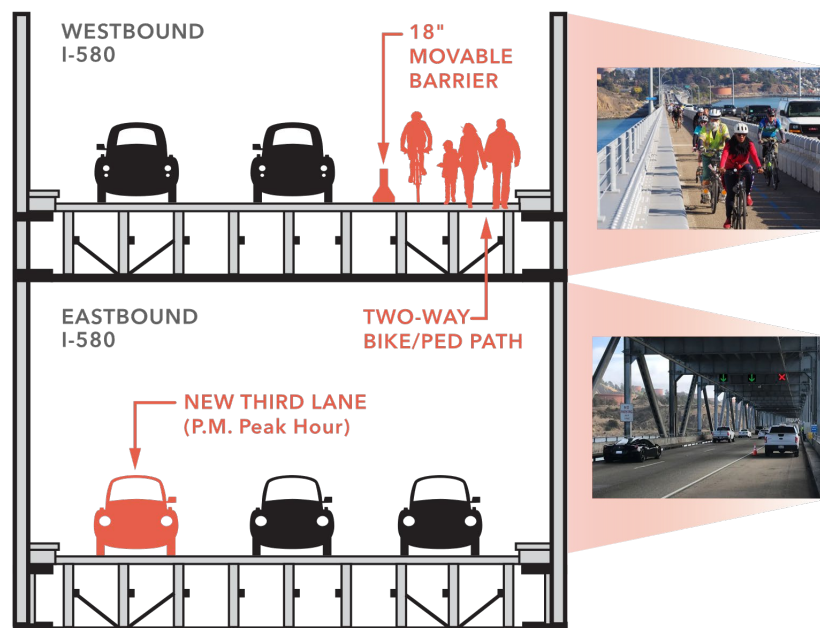 WESTBOUND
I-580
18"
MOVABLE
BARRIER
EASTBOUND
I-580
TWO-WAY
BIKE/PED PATH
NEW THIRD LANE
(P.M. Peak Hour)